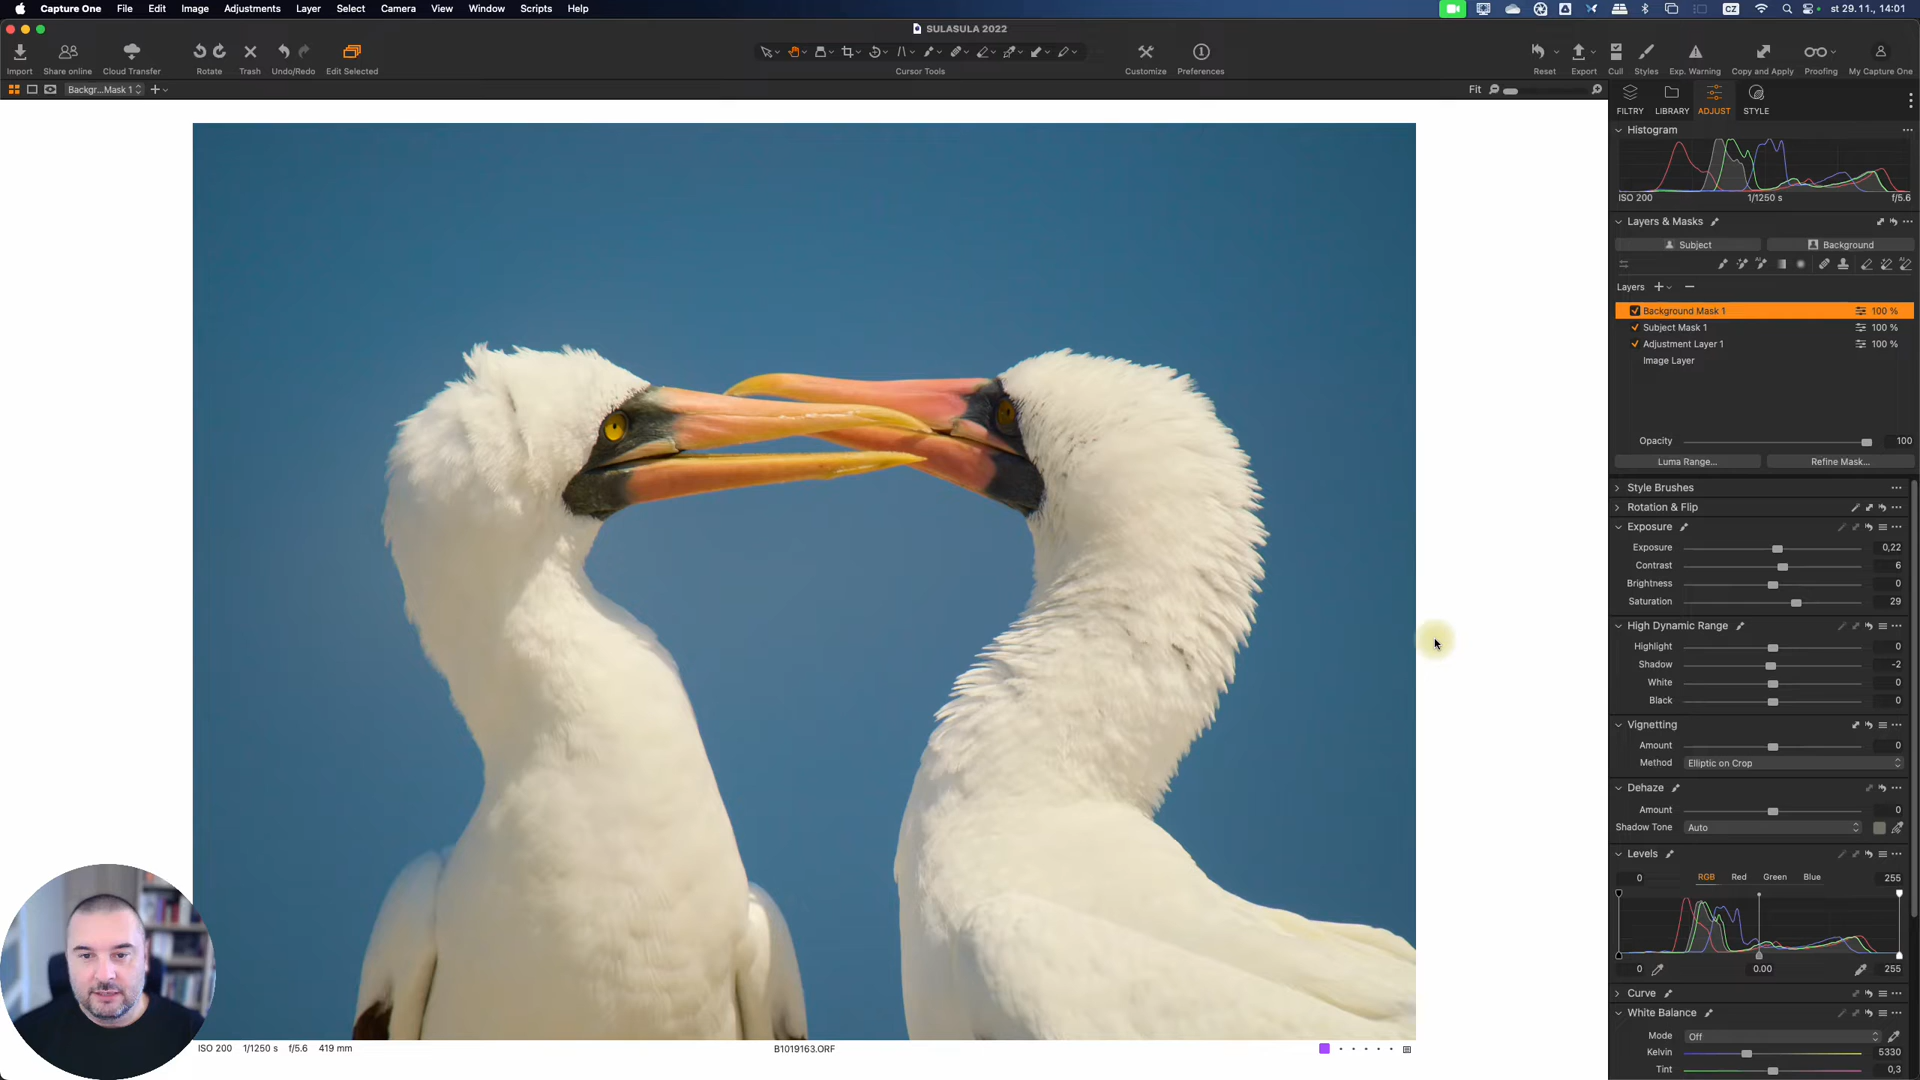 Capture One File Edit Image Adjustments Layer Select Camera View Window Scripts Help CZ st 29.11., 14:01
SULASULA 2022
Import Share online Cloud Transfer Rotate Trash Undo/Redo Edit Selected Cursor Tools Customize Preferences Reset Export Cull Styles Exp. Warning Copy and Apply Proofing My Capture One
Backgr...Mask 1 Fit
FILTRY LIBRARY ADJUST STYLE
Histogram
ISO 200 1/1250 s f/5.6
Layers & Masks
Subject Background
Layers
Background Mask 1 100 %
Subject Mask 1 100 %
Adjustment Layer 1 100 %
Image Layer
Opacity 100
Luma Range... Refine Mask...
Style Brushes
Rotation & Flip
Exposure
Exposure 0,22
Contrast 6
Brightness 0
Saturation 29
High Dynamic Range
Highlight 0
Shadow -2
White 0
Black 0
Vignetting
Amount 0
Method Elliptic on Crop
Dehaze
Amount 0
Shadow Tone Auto
Levels
0 RGB Red Green Blue 255
0 0.00 255
Curve
White Balance
Mode Off
Kelvin 5330
Tint 0,3
ISO 200 1/1250 s f/5.6 419 mm B1019163.ORF